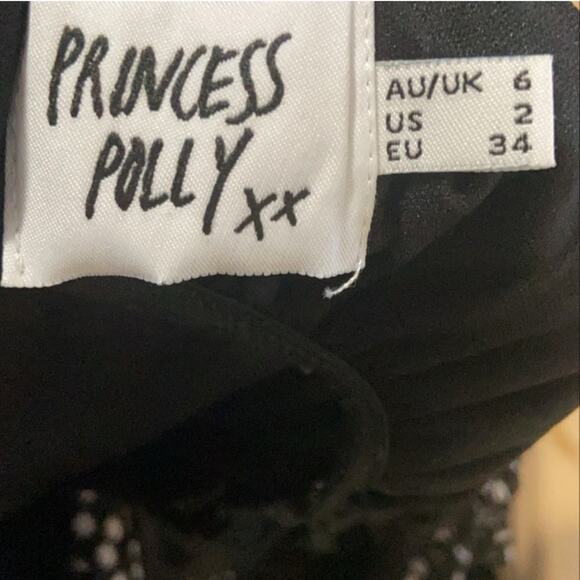 PRINCESS
POLLY xx
AU/UK 6
US 2
EU 34